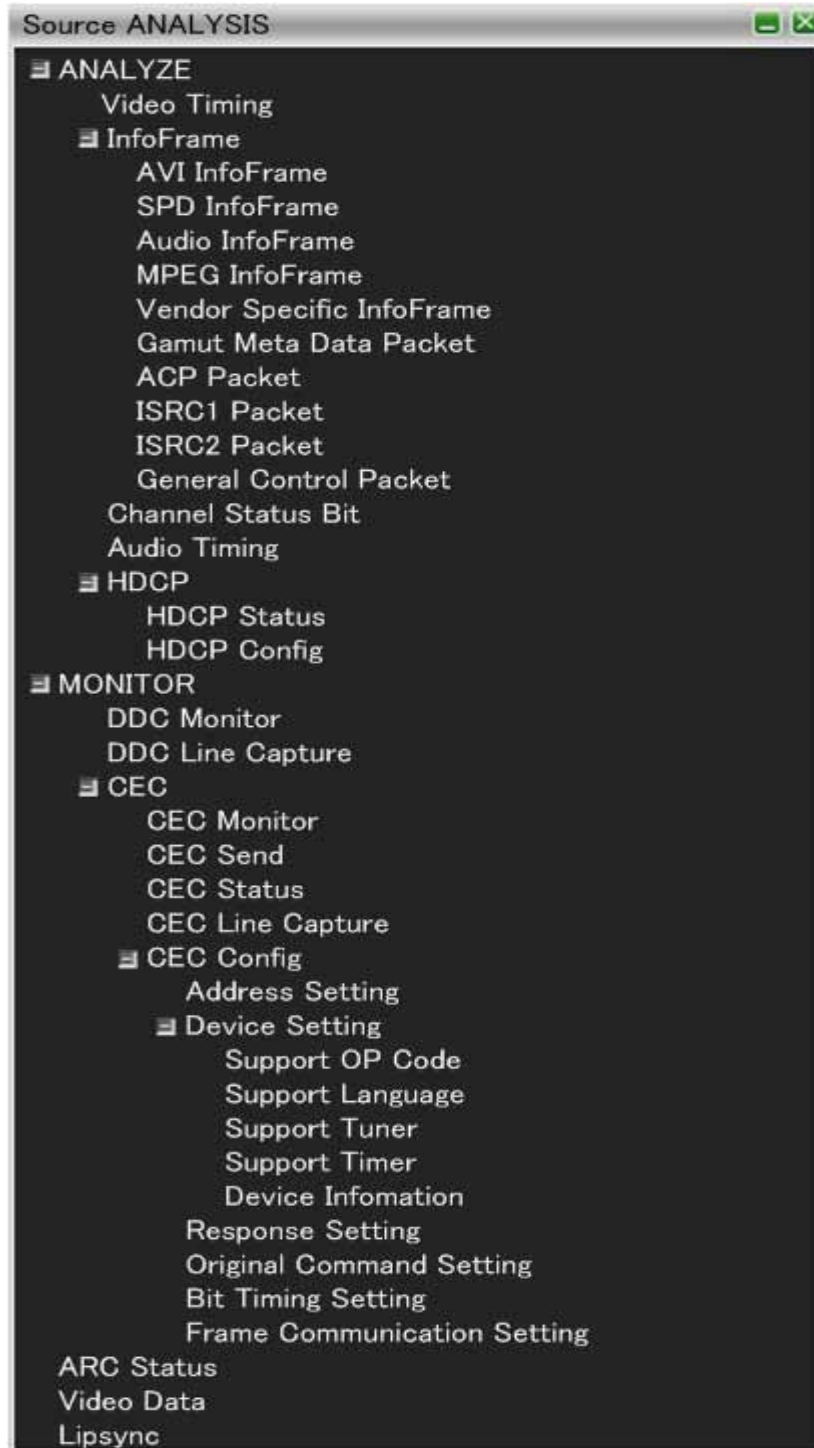 Source ANALYSIS
ANALYZE
Video Timing
InfoFrame
AVI InfoFrame
SPD InfoFrame
Audio InfoFrame
MPEG InfoFrame
Vendor Specific InfoFrame
Gamut Meta Data Packet
ACP Packet
ISRC1 Packet
ISRC2 Packet
General Control Packet
Channel Status Bit
Audio Timing
HDCP
HDCP Status
HDCP Config
MONITOR
DDC Monitor
DDC Line Capture
CEC
CEC Monitor
CEC Send
CEC Status
CEC Line Capture
CEC Config
Address Setting
Device Setting
Support OP Code
Support Language
Support Tuner
Support Timer
Device Infomation
Response Setting
Original Command Setting
Bit Timing Setting
Frame Communication Setting
ARC Status
Video Data
Lipsync